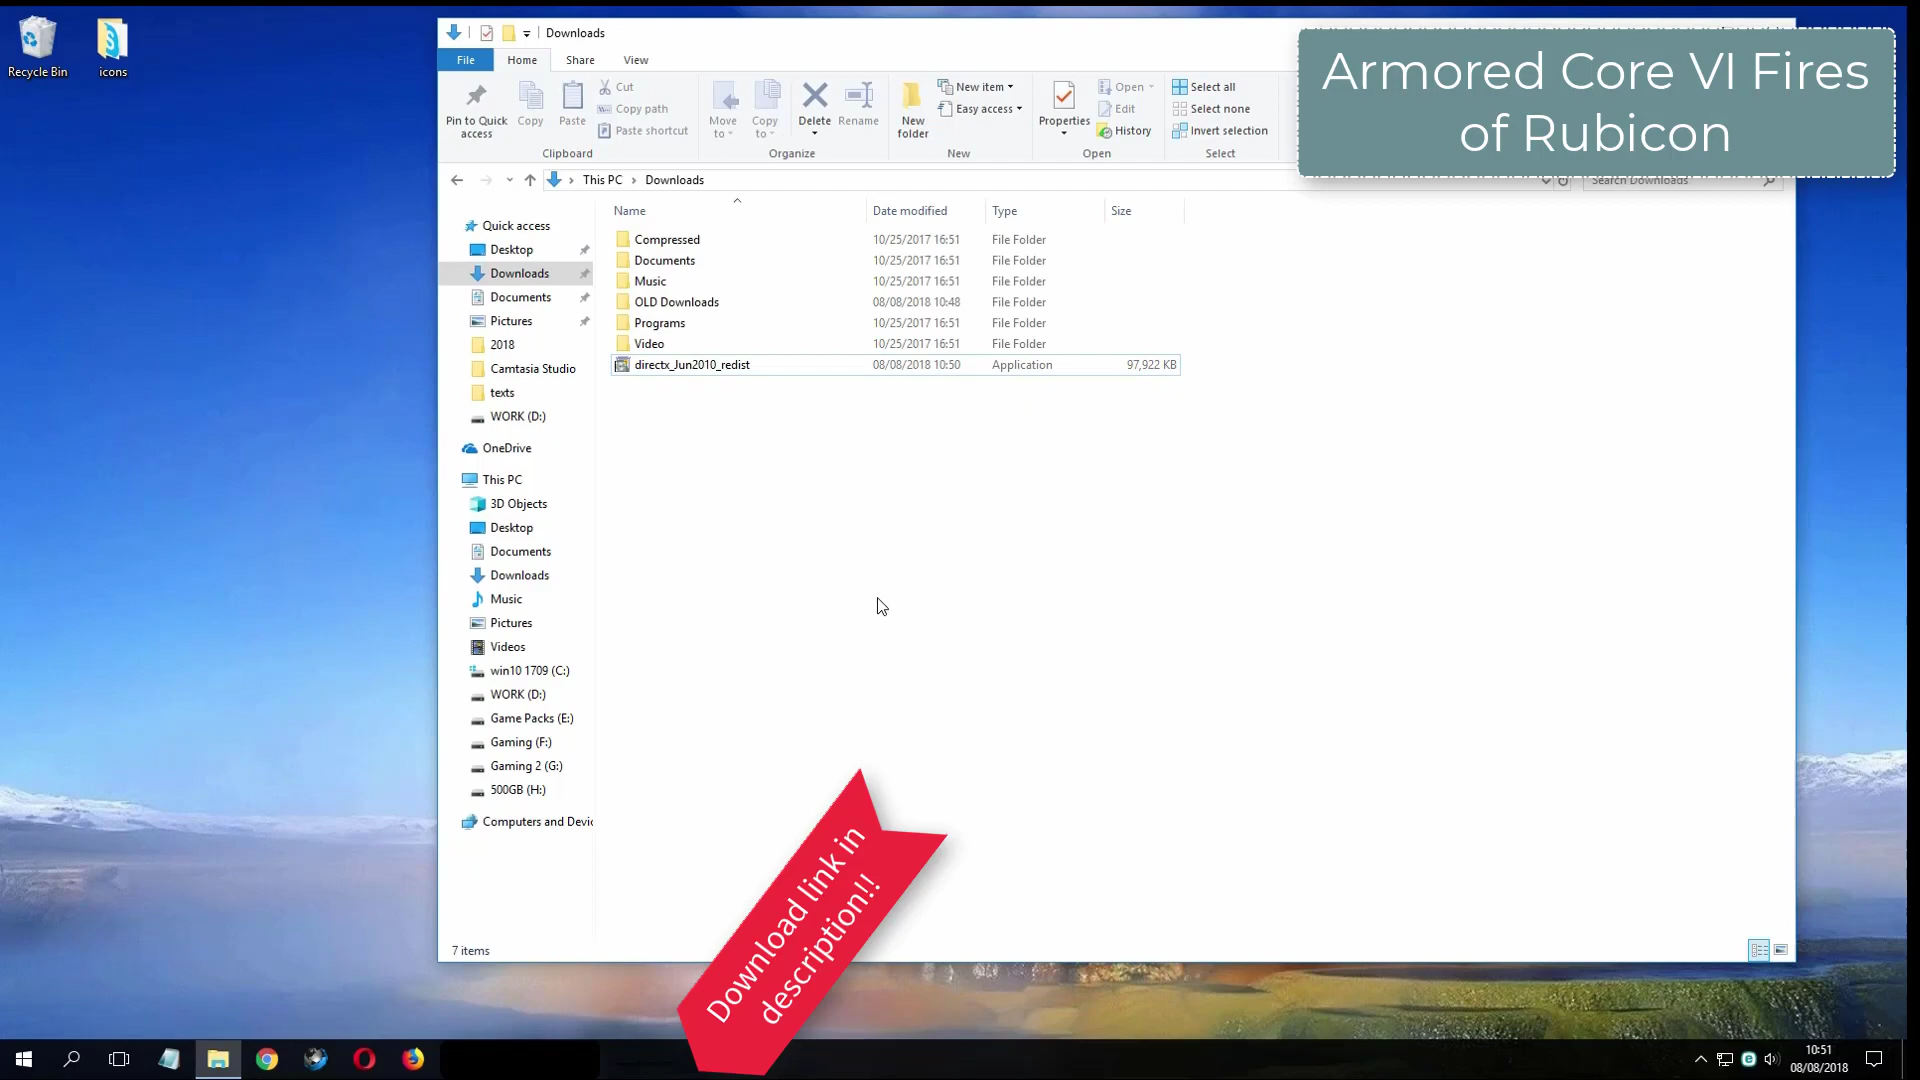 Recycle Bin
icons
Downloads
File
Home
Share
View
Pin to Quick access
Copy
Paste
Cut
Copy path
Paste shortcut
Clipboard
Move to
Copy to
Delete
Rename
Organize
New folder
New item
Easy access
New
Properties
Open
Edit
History
Open
Select all
Select none
Invert selection
Select
Armored Core VI Fires
of Rubicon
This PC
Downloads
Search Downloads
Name
Date modified
Type
Size
Compressed 10/25/2017 16:51 File Folder
Documents 10/25/2017 16:51 File Folder
Music 10/25/2017 16:51 File Folder
OLD Downloads 08/08/2018 10:48 File Folder
Programs 10/25/2017 16:51 File Folder
Video 10/25/2017 16:51 File Folder
directx_Jun2010_redist 08/08/2018 10:50 Application 97,922 KB
Quick access
Desktop
Downloads
Documents
Pictures
2018
Camtasia Studio
texts
WORK (D:)
OneDrive
This PC
3D Objects
Desktop
Documents
Downloads
Music
Pictures
Videos
win10 1709 (C:)
WORK (D:)
Game Packs (E:)
Gaming (F:)
Gaming 2 (G:)
500GB (H:)
Computers and Devic
7 items
Download link in
description!!
10:51
08/08/2018